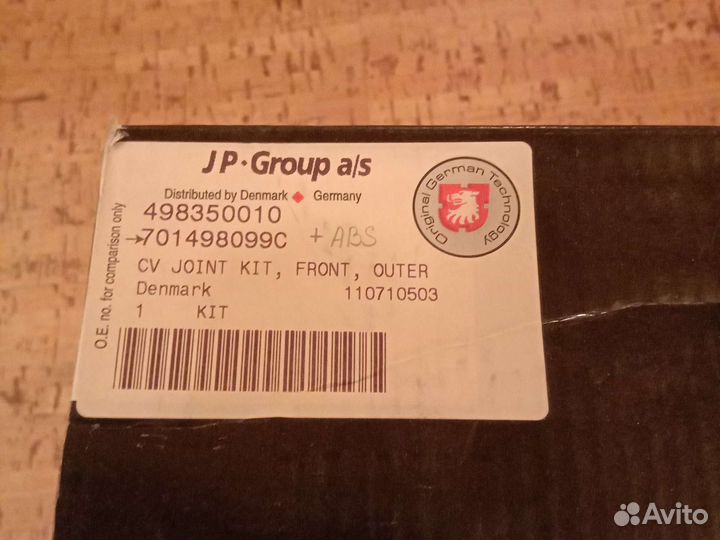 JP·Group a/s
Distributed by Denmark Germany
498350010
→701498099C + ABS
CV JOINT KIT, FRONT, OUTER
Denmark 110710503
1 KIT
O.E. no. for comparison only
Original German Technology
Avito